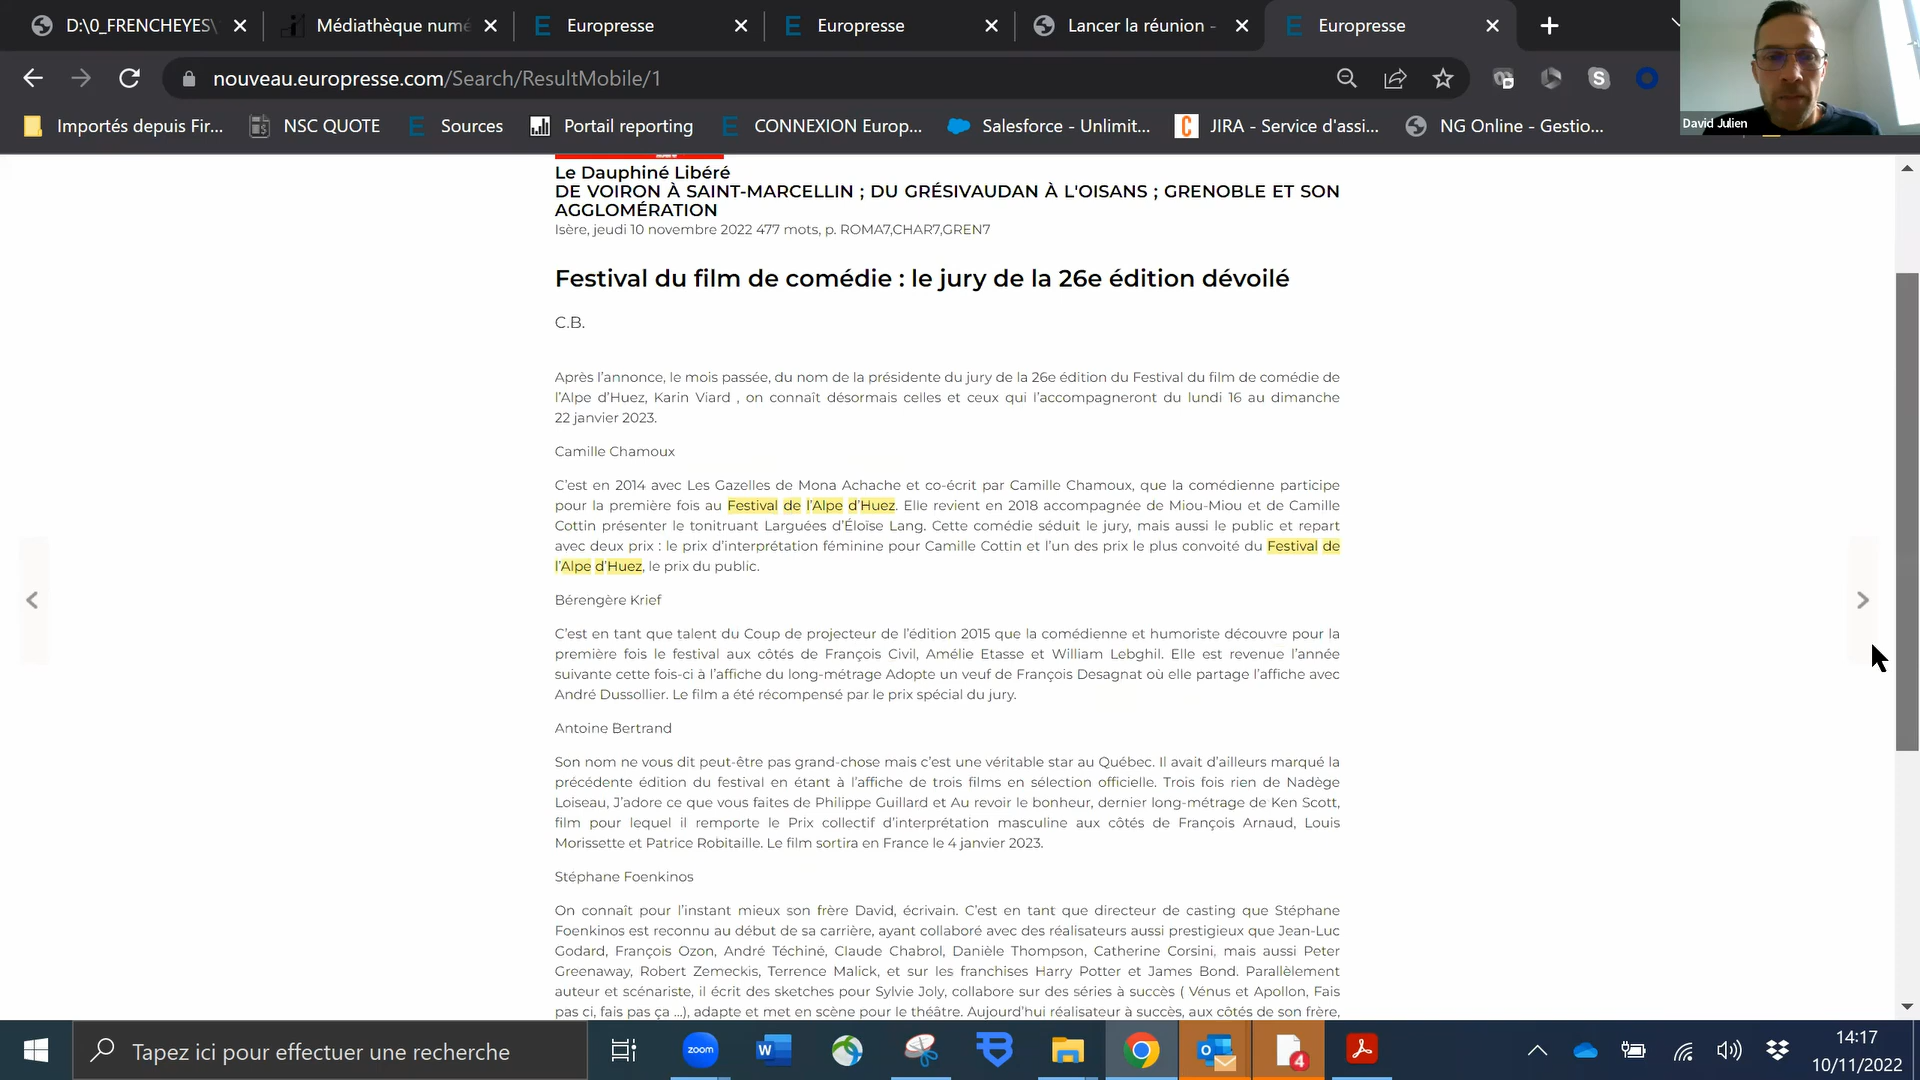 D:\0_FRENCHEYES\
Médiathèque numé
Europresse
Europresse
Lancer la réunion -
Europresse
nouveau.europresse.com/Search/ResultMobile/1
Importés depuis Fir...
NSC QUOTE
Sources
Portail reporting
CONNEXION Europ...
Salesforce - Unlimit...
JIRA - Service d'assi...
NG Online - Gestio...
David Julien
Le Dauphiné Libéré
DE VOIRON À SAINT-MARCELLIN ; DU GRÉSIVAUDAN À L'OISANS ; GRENOBLE ET SON
AGGLOMÉRATION
Isère, jeudi 10 novembre 2022 477 mots, p. ROMA7,CHAR7,GREN7
Festival du film de comédie : le jury de la 26e édition dévoilé
C.B.
Après l'annonce, le mois passée, du nom de la présidente du jury de la 26e édition du Festival du film de comédie de
l'Alpe d'Huez, Karin Viard , on connaît désormais celles et ceux qui l'accompagneront du lundi 16 au dimanche
22 janvier 2023.
Camille Chamoux
C'est en 2014 avec Les Gazelles de Mona Achache et co-écrit par Camille Chamoux, que la comédienne participe
pour la première fois au Festival de l'Alpe d'Huez. Elle revient en 2018 accompagnée de Miou-Miou et de Camille
Cottin présenter le tonitruant Larguées d'Éloïse Lang. Cette comédie séduit le jury, mais aussi le public et repart
avec deux prix : le prix d'interprétation féminine pour Camille Cottin et l'un des prix le plus convoité du Festival de
l'Alpe d'Huez, le prix du public.
Bérengère Krief
C'est en tant que talent du Coup de projecteur de l'édition 2015 que la comédienne et humoriste découvre pour la
première fois le festival aux côtés de François Civil, Amélie Etasse et William Lebghil. Elle est revenue l'année
suivante cette fois-ci à l'affiche du long-métrage Adopte un veuf de François Desagnat où elle partage l'affiche avec
André Dussollier. Le film a été récompensé par le prix spécial du jury.
Antoine Bertrand
Son nom ne vous dit peut-être pas grand-chose mais c'est une véritable star au Québec. Il avait d'ailleurs marqué la
précédente édition du festival en étant à l'affiche de trois films en sélection officielle. Trois fois rien de Nadège
Loiseau, J'adore ce que vous faites de Philippe Guillard et Au revoir le bonheur, dernier long-métrage de Ken Scott,
film pour lequel il remporte le Prix collectif d'interprétation masculine aux côtés de François Arnaud, Louis
Morissette et Patrice Robitaille. Le film sortira en France le 4 janvier 2023.
Stéphane Foenkinos
On connaît pour l'instant mieux son frère David, écrivain. C'est en tant que directeur de casting que Stéphane
Foenkinos est reconnu au début de sa carrière, ayant collaboré avec des réalisateurs aussi prestigieux que Jean-Luc
Godard, François Ozon, André Téchiné, Claude Chabrol, Danièle Thompson, Catherine Corsini, mais aussi Peter
Greenaway, Robert Zemeckis, Terrence Malick, et sur les franchises Harry Potter et James Bond. Parallèlement
auteur et scénariste, il écrit des sketches pour Sylvie Joly, collabore sur des séries à succès ( Vénus et Apollon, Fais
pas ci, fais pas ça ...), adapte et met en scène pour le théâtre. Aujourd'hui réalisateur à succès, aux côtés de son frère,
Tapez ici pour effectuer une recherche
zoom
4
14:17
10/11/2022